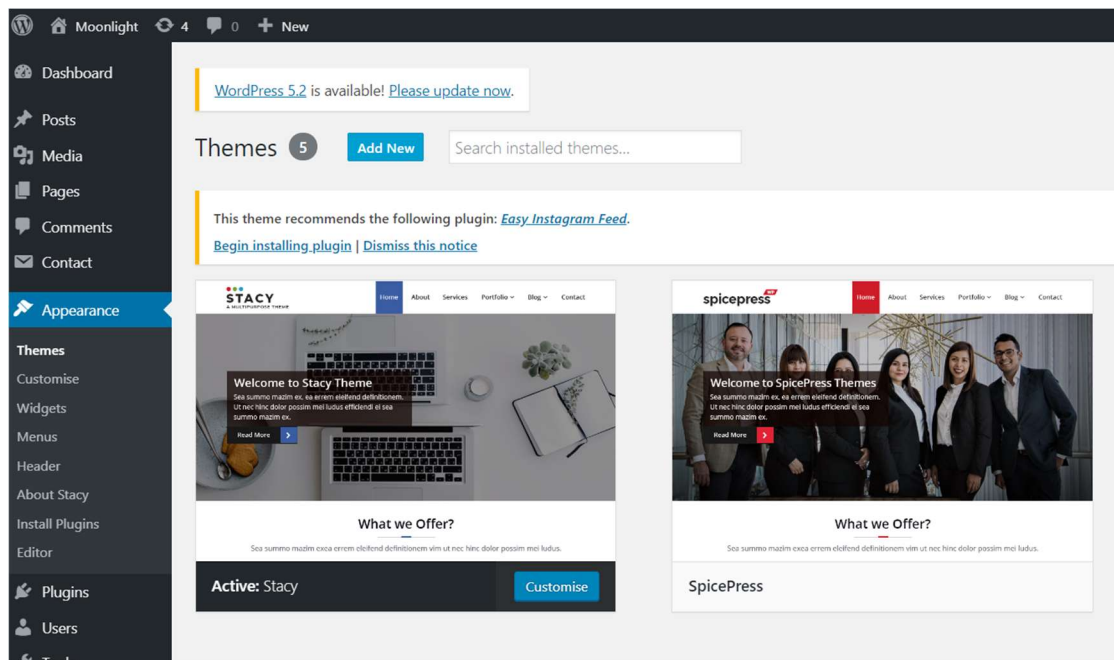 Moonlight 4 0 New
Dashboard
Posts
Media
Pages
Comments
Contact
Appearance
Themes
Customise
Widgets
Menus
Header
About Stacy
Install Plugins
Editor
Plugins
Users
WordPress 5.2 is available! Please update now.
Themes 5 Add New Search installed themes...
This theme recommends the following plugin: Easy Instagram Feed.
Begin installing plugin | Dismiss this notice
STACY
A MULTIPURPOSE THEME
Home About Services Portfolio Blog Contact
Welcome to Stacy Theme
Sea summo mazim ex, ea errem eleifend definitionem.
Ut nec hinc dolor possim mei ludus efficiendi ei sea
summo mazim ex.
Read More
What we Offer?
Sea summo mazim exea errem eleifend definitionem vim ut nec hinc dolor possim mei ludus.
Active: Stacy Customise
spicepress WP
Home About Services Portfolio Blog Contact
Welcome to SpicePress Themes
Sea summo mazim ex, ea errem eleifend definitionem.
Ut nec hinc dolor possim mei ludus efficiendi ei sea
summo mazim ex.
Read More
What we Offer?
Sea summo mazim exea errem eleifend definitionem vim ut nec hinc dolor possim mei ludus.
SpicePress